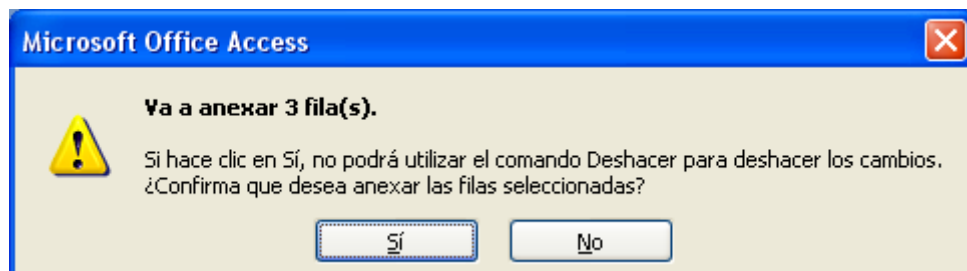 Microsoft Office Access
Va a anexar 3 fila(s).
Si hace clic en Sí, no podrá utilizar el comando Deshacer para deshacer los cambios.
¿Confirma que desea anexar las filas seleccionadas?
Sí
No